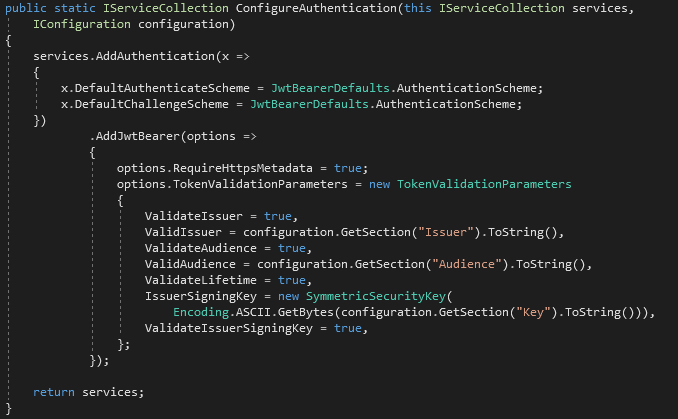 public static IServiceCollection ConfigureAuthentication(this IServiceCollection services,
    IConfiguration configuration)
{
    services.AddAuthentication(x =>
    {
        x.DefaultAuthenticateScheme = JwtBearerDefaults.AuthenticationScheme;
        x.DefaultChallengeScheme = JwtBearerDefaults.AuthenticationScheme;
    })
            .AddJwtBearer(options =>
            {
                options.RequireHttpsMetadata = true;
                options.TokenValidationParameters = new TokenValidationParameters
                {
                    ValidateIssuer = true,
                    ValidIssuer = configuration.GetSection("Issuer").ToString(),
                    ValidateAudience = true,
                    ValidAudience = configuration.GetSection("Audience").ToString(),
                    ValidateLifetime = true,
                    IssuerSigningKey = new SymmetricSecurityKey(
                        Encoding.ASCII.GetBytes(configuration.GetSection("Key").ToString())),
                    ValidateIssuerSigningKey = true,
                };
            });

    return services;
}